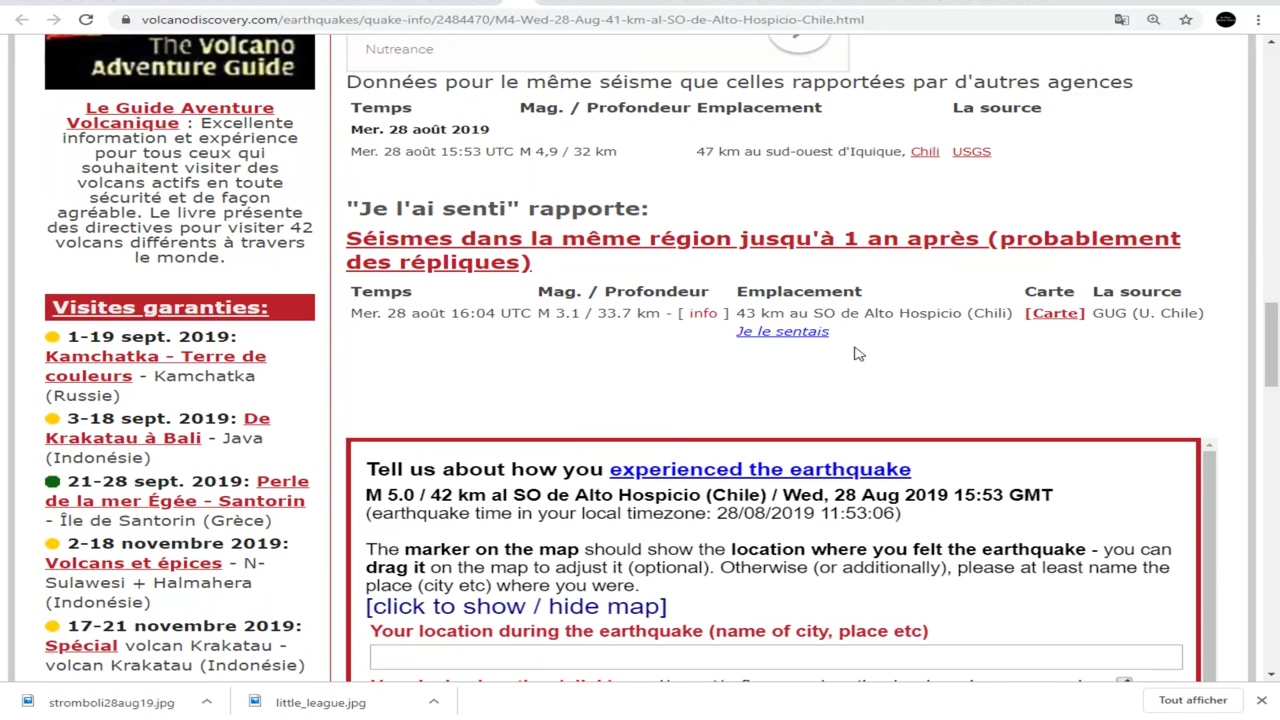 volcanodiscovery.com/earthquakes/quake-info/2484470/M4-Wed-28-Aug-41-km-al-SO-de-Alto-Hospicio-Chile.html
The Volcano
Adventure Guide
Le Guide Aventure
Volcanique : Excellente
information et expérience
pour tous ceux qui
souhaitent visiter des
volcans actifs en toute
sécurité et de façon
agréable. Le livre présente
des directives pour visiter 42
volcans différents à travers
le monde.
Visites garanties:
1-19 sept. 2019:
Kamchatka - Terre de
couleurs - Kamchatka
(Russie)
3-18 sept. 2019: De
Krakatau à Bali - Java
(Indonésie)
21-28 sept. 2019: Perle
de la mer Égée - Santorin
- Île de Santorin (Grèce)
2-18 novembre 2019:
Volcans et épices - N-
Sulawesi + Halmahera
(Indonésie)
17-21 novembre 2019:
Spécial volcan Krakatau -
volcan Krakatau (Indonésie)
Nutreance
Données pour le même séisme que celles rapportées par d'autres agences
Temps Mag. / Profondeur Emplacement La source
Mer. 28 août 2019
Mer. 28 août 15:53 UTC M 4,9 / 32 km 47 km au sud-ouest d'Iquique, Chili USGS
"Je l'ai senti" rapporte:
Séismes dans la même région jusqu'à 1 an après (probablement
des répliques)
Temps Mag. / Profondeur Emplacement Carte La source
Mer. 28 août 16:04 UTC M 3.1 / 33.7 km - [ info ] 43 km au SO de Alto Hospicio (Chili) [Carte] GUG (U. Chile)
Je le sentais
Tell us about how you experienced the earthquake
M 5.0 / 42 km al SO de Alto Hospicio (Chile) / Wed, 28 Aug 2019 15:53 GMT
(earthquake time in your local timezone: 28/08/2019 11:53:06)
The marker on the map should show the location where you felt the earthquake - you can
drag it on the map to adjust it (optional). Otherwise (or additionally), please at least name the
place (city etc) where you were.
[click to show / hide map]
Your location during the earthquake (name of city, place etc)
stromboli28aug19.jpg
little_league.jpg
Tout afficher